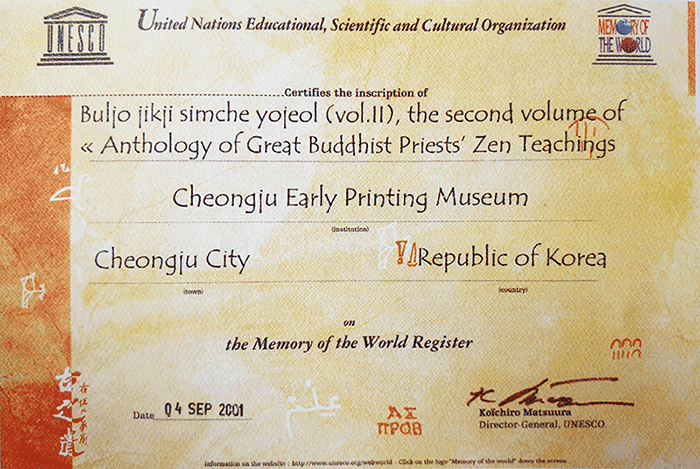 UNESCO
United Nations Educational, Scientific and Cultural Organization
MEMORY OF
THE WORLD
Certifies the inscription of
Buljo jikji simche yojeol (vol.II), the second volume of
« Anthology of Great Buddhist Priests' Zen Teachings
Cheongju Early Printing Museum
(institution)
Cheongju City
Republic of Korea
(town)
(country)
on
the Memory of the World Register
Date 04 SEP 2001
Koïchiro Matsuura
Director-General, UNESCO
ΑΣ
ΠΡΟΒ
Information on the website : http://www.unesco.org/webworld - Click on the logo "Memory of the world" down the screen